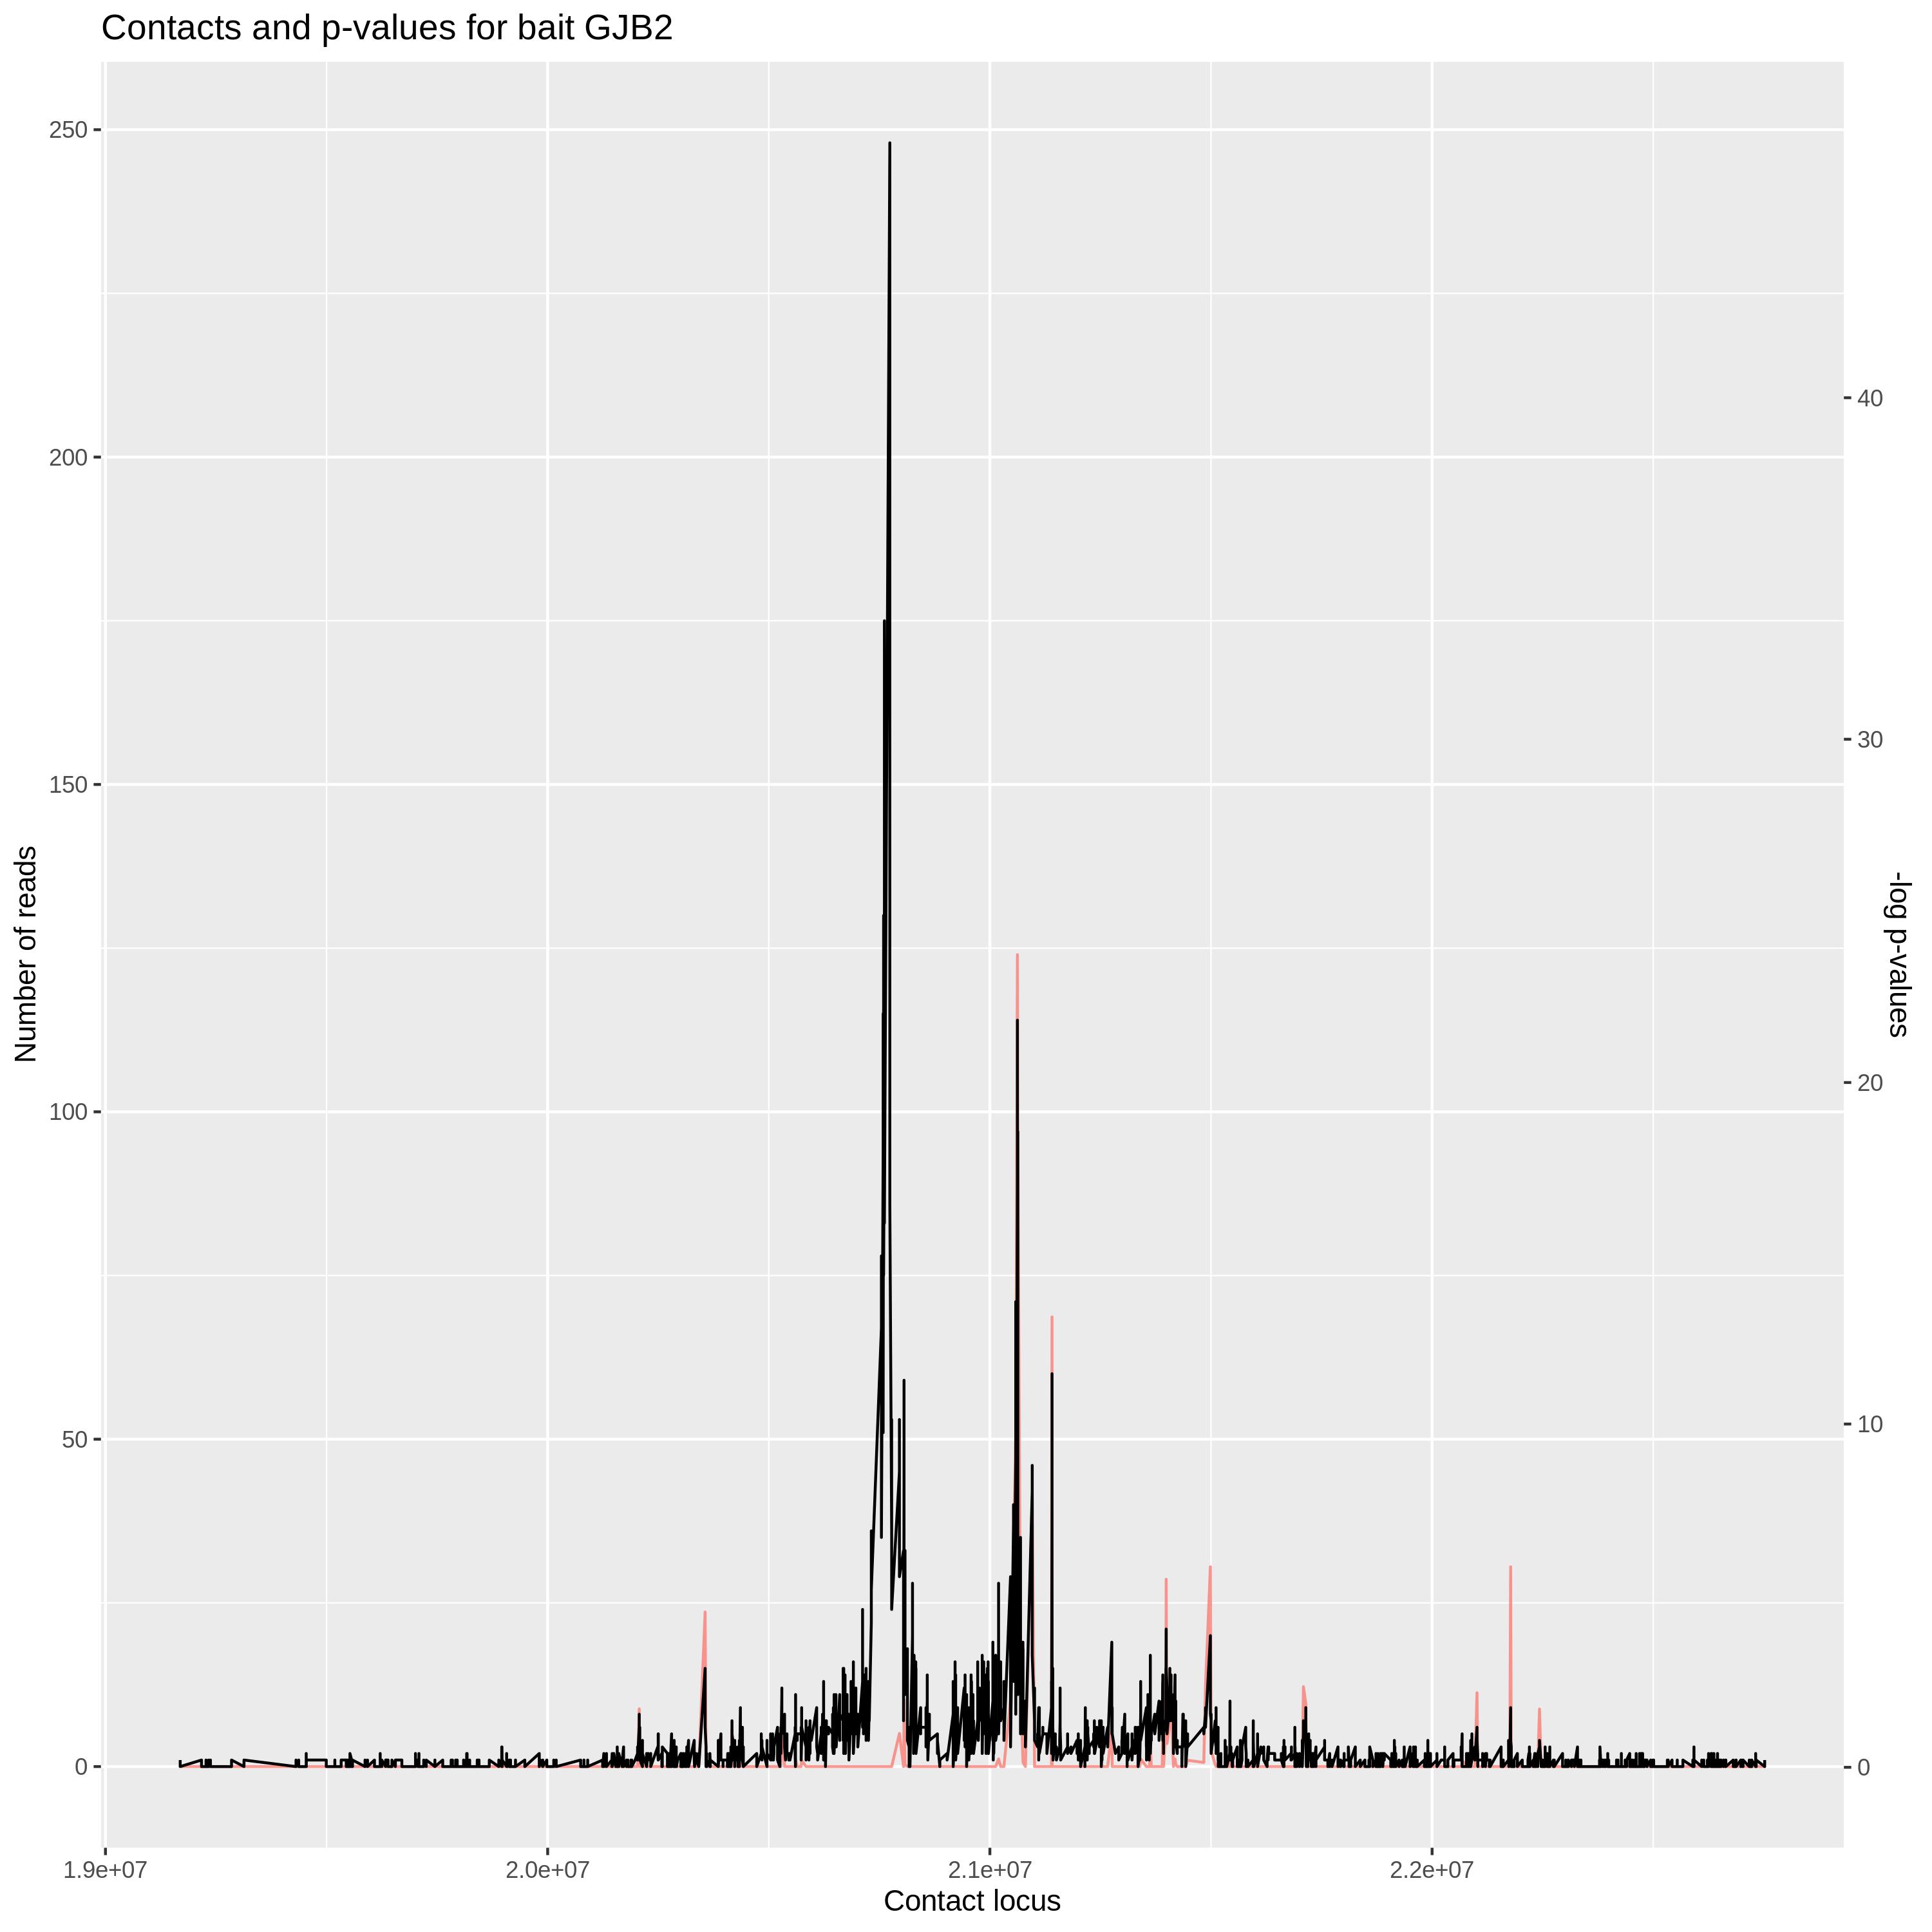 Contacts and p-values for bait GJB2
250
200
150
100
50
0
Number of reads
40
30
20
10
0
-log p-values
1.9e+07
2.0e+07
2.1e+07
2.2e+07
Contact locus